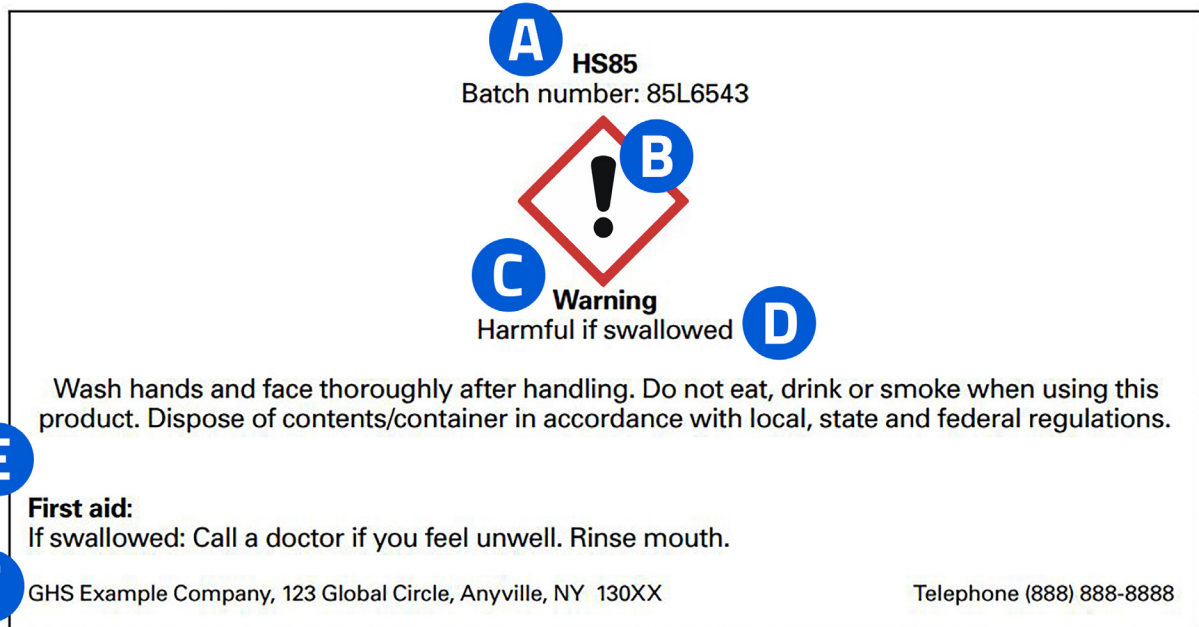 A
HS85
Batch number: 85L6543
B
!
C
Warning
Harmful if swallowed
D
Wash hands and face thoroughly after handling. Do not eat, drink or smoke when using this
product. Dispose of contents/container in accordance with local, state and federal regulations.
E
First aid:
If swallowed: Call a doctor if you feel unwell. Rinse mouth.
GHS Example Company, 123 Global Circle, Anyville, NY 130XX
Telephone (888) 888-8888